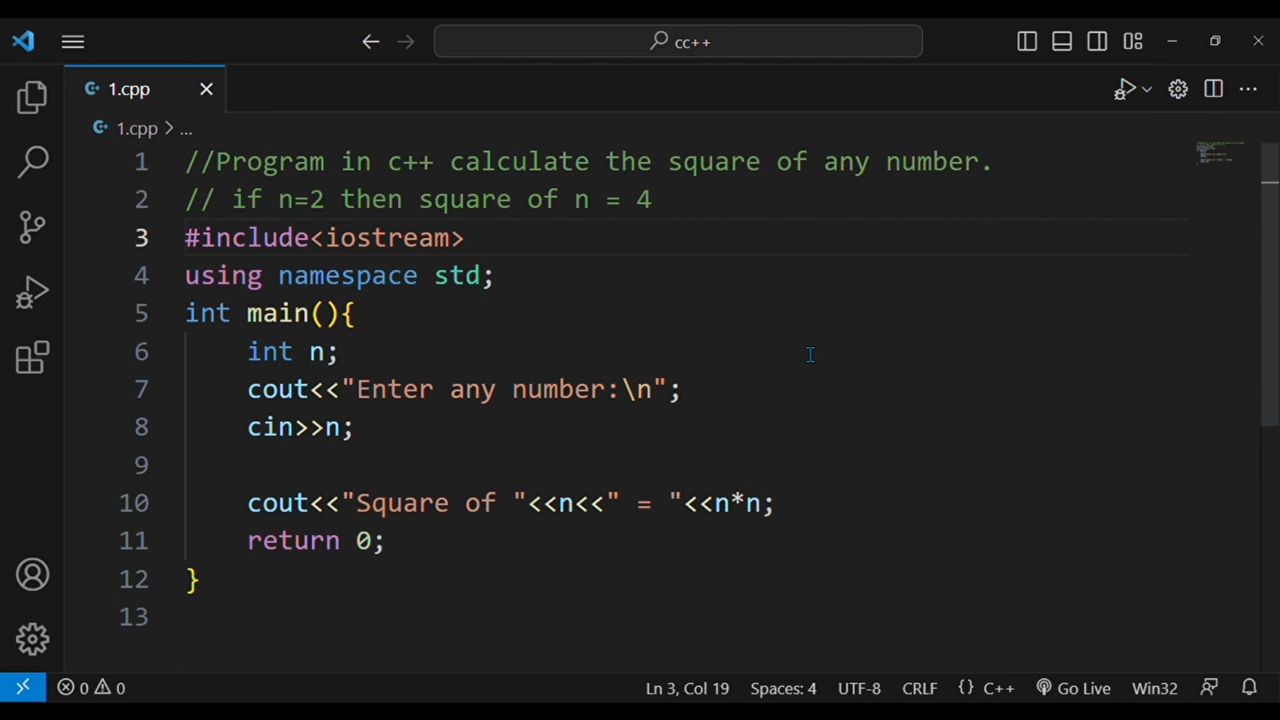 cc++
1.cpp
1.cpp > ...
1 //Program in c++ calculate the square of any number.
2 // if n=2 then square of n = 4
3 #include<iostream>
4 using namespace std;
5 int main(){
6     int n;
7     cout<<"Enter any number:\n";
8     cin>>n;
9
10     cout<<"Square of "<<n<<" = "<<n*n;
11     return 0;
12 }
13
0 0 Ln 3, Col 19 Spaces: 4 UTF-8 CRLF {} C++ Go Live Win32